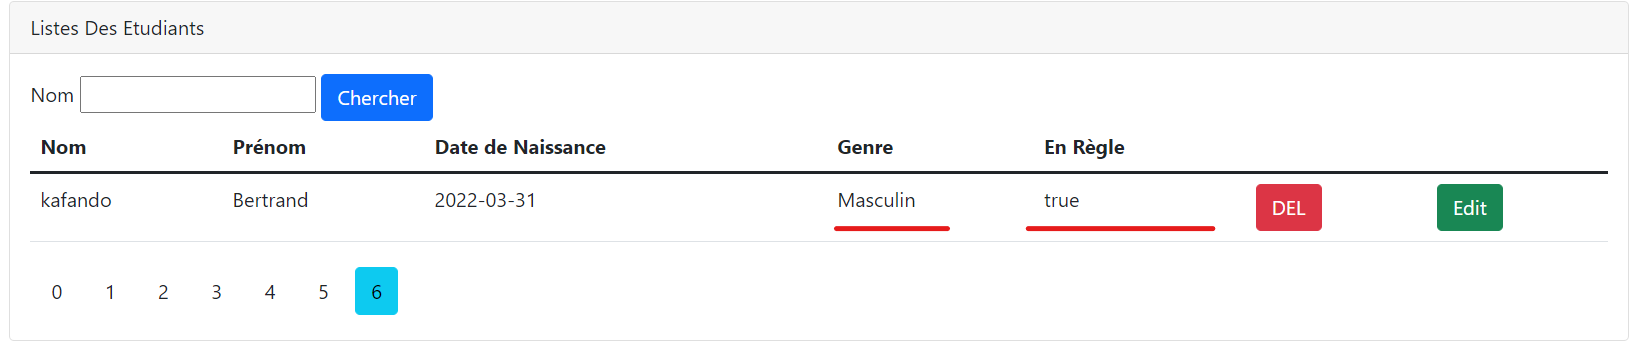 Listes Des Etudiants
Nom Chercher
Nom Prénom Date de Naissance Genre En Règle
kafando Bertrand 2022-03-31 Masculin true DEL Edit
0 1 2 3 4 5 6